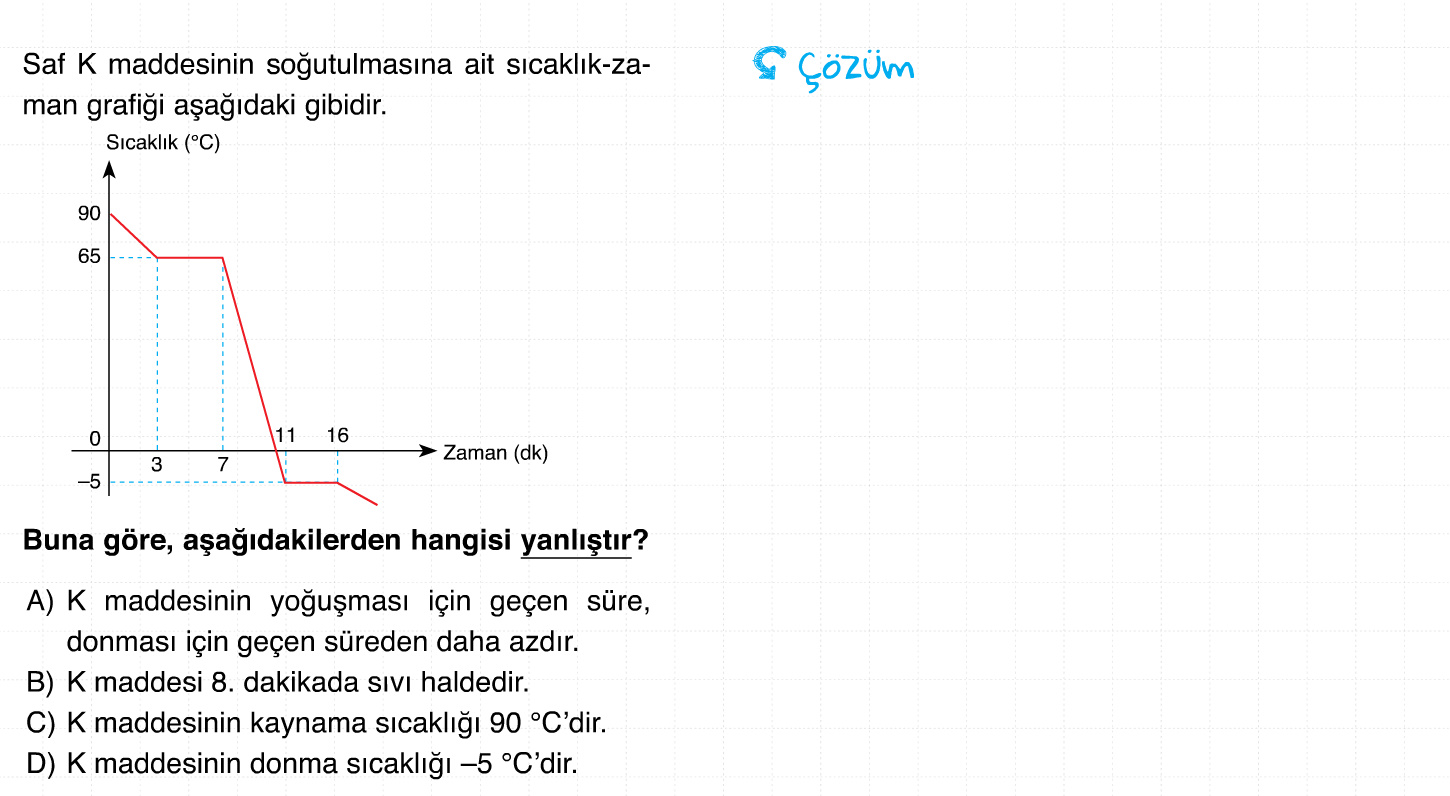 Saf K maddesinin soğutulmasına ait sıcaklık-za-
man grafiği aşağıdaki gibidir.
Sıcaklık (°C)
90
65
0
–5
3
7
11
16
Zaman (dk)
Buna göre, aşağıdakilerden hangisi yanlıştır?
A) K maddesinin yoğuşması için geçen süre,
donması için geçen süreden daha azdır.
B) K maddesi 8. dakikada sıvı haldedir.
C) K maddesinin kaynama sıcaklığı 90 °C’dir.
D) K maddesinin donma sıcaklığı –5 °C’dir.
Çözüm